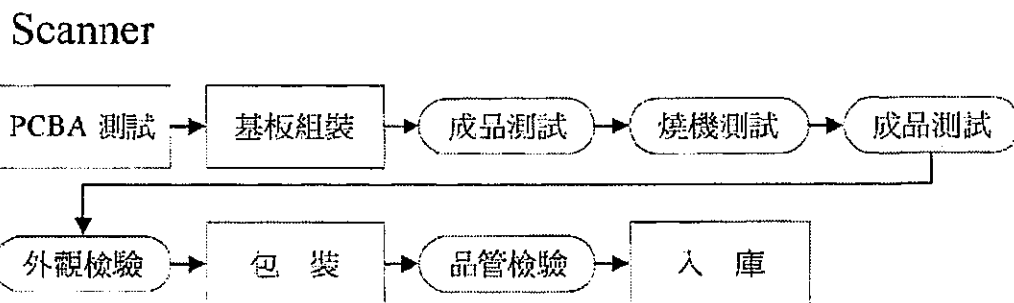 Scanner
PCBA 測試
基板組裝
成品測試
燒機測試
成品測試
外觀檢驗
包 裝
品管檢驗
入 庫